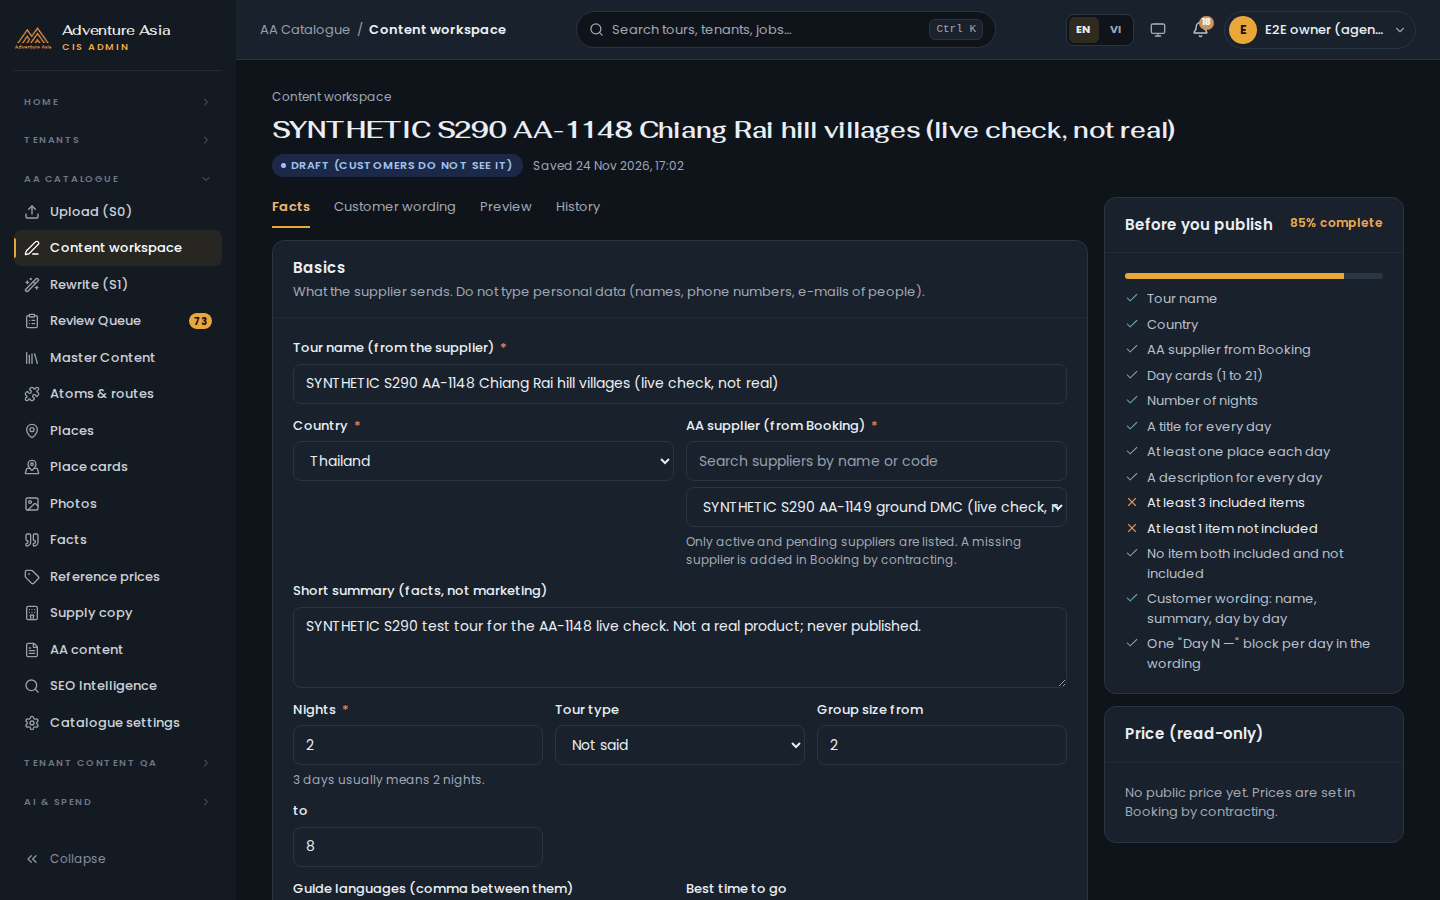 Adventure Asia
CIS ADMIN
Adventure Asia
AA Catalogue / Content workspace
Search tours, tenants, jobs...
Ctrl K
EN
VI
18
E
E2E owner (agen...
HOME
TENANTS
AA CATALOGUE
Upload (S0)
Content workspace
Rewrite (S1)
Review Queue
73
Master Content
Atoms & routes
Places
Place cards
Photos
Facts
Reference prices
Supply copy
AA content
SEO Intelligence
Catalogue settings
TENANT CONTENT QA
AI & SPEND
Collapse
Content workspace
SYNTHETIC S290 AA-1148 Chiang Rai hill villages (live check, not real)
DRAFT (CUSTOMERS DO NOT SEE IT)
Saved 24 Nov 2026, 17:02
Facts
Customer wording
Preview
History
Basics
What the supplier sends. Do not type personal data (names, phone numbers, e-mails of people).
Tour name (from the supplier) *
SYNTHETIC S290 AA-1148 Chiang Rai hill villages (live check, not real)
Country *
Thailand
AA supplier (from Booking) *
Search suppliers by name or code
SYNTHETIC S290 AA-1149 ground DMC (live check,
Only active and pending suppliers are listed. A missing
supplier is added in Booking by contracting.
Short summary (facts, not marketing)
SYNTHETIC S290 test tour for the AA-1148 live check. Not a real product; never published.
Nights *
2
3 days usually means 2 nights.
Tour type
Not said
Group size from
2
to
8
Guide languages (comma between them)
Best time to go
Before you publish
85% complete
Tour name
Country
AA supplier from Booking
Day cards (1 to 21)
Number of nights
A title for every day
At least one place each day
A description for every day
At least 3 included items
At least 1 item not included
No item both included and not
included
Customer wording: name,
summary, day by day
One "Day N —" block per day in the
wording
Price (read-only)
No public price yet. Prices are set in
Booking by contracting.